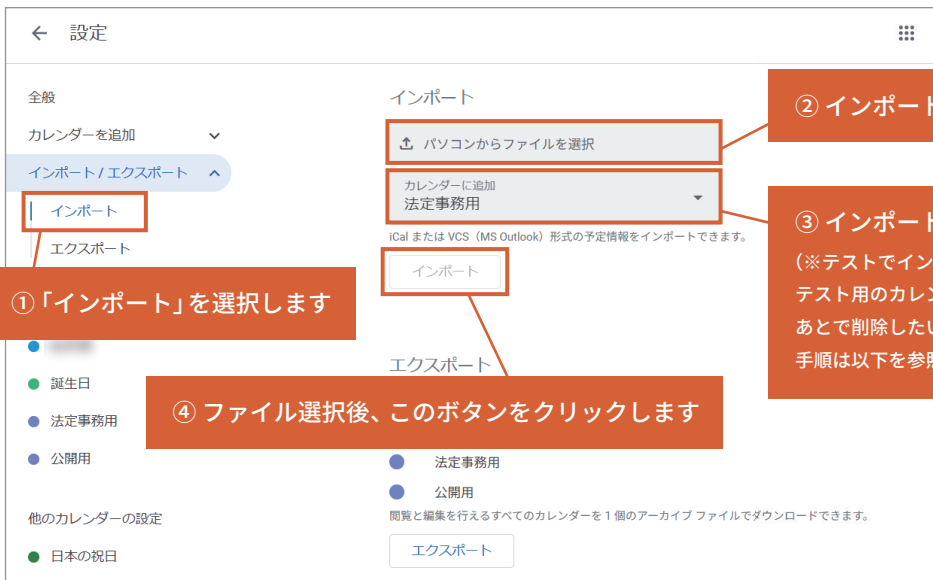 設定
全般
カレンダーを追加
インポート / エクスポート
インポート
エクスポート
①「インポート」を選択します
誕生日
法定事務用
公開用
他のカレンダーの設定
日本の祝日
インポート
パソコンからファイルを選択
カレンダーに追加
法定事務用
iCal または VCS（MS Outlook）形式の予定情報をインポートできます。
インポート
② インポート
③ インポート
（※テストでイン
テスト用のカレン
あとで削除したい
手順は以下を参照
エクスポート
④ ファイル選択後、このボタンをクリックします
法定事務用
公開用
閲覧と編集を行えるすべてのカレンダーを 1 個のアーカイブ ファイルでダウンロードできます。
エクスポート